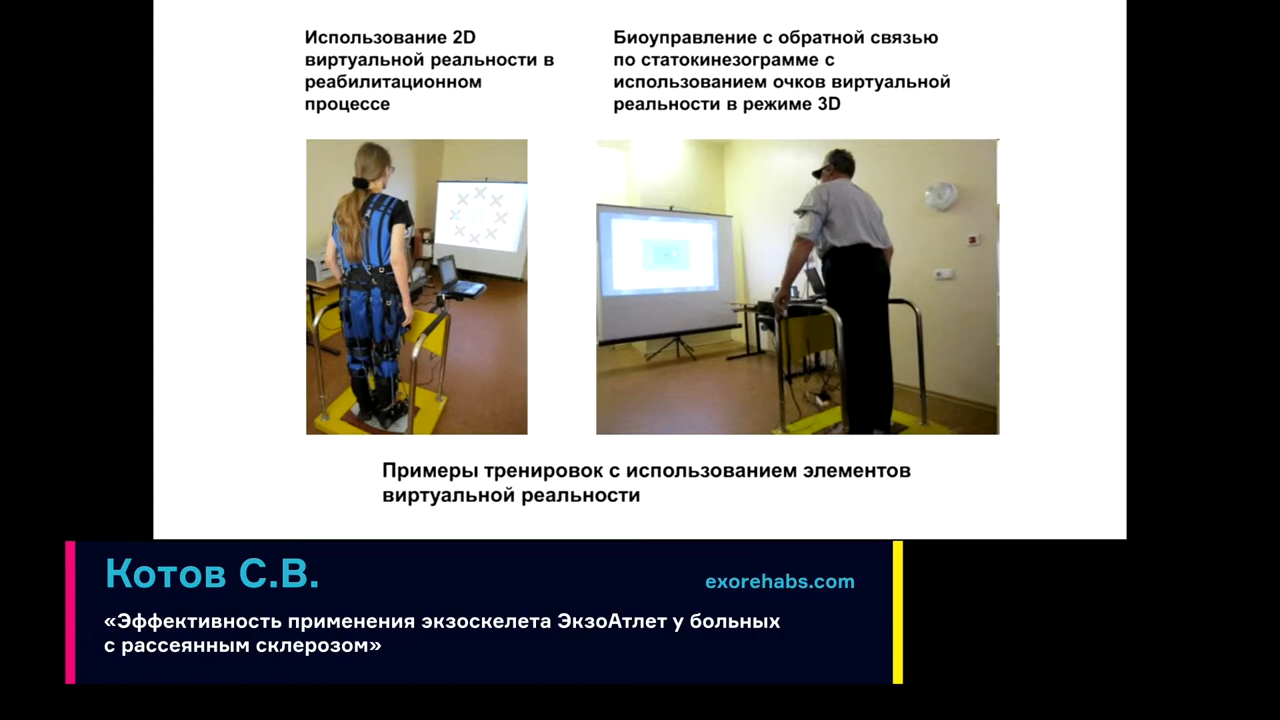 Использование 2D
виртуальной реальности в
реабилитационном
процессе
Биоуправление с обратной связью
по статокинезограмме с
использованием очков виртуальной
реальности в режиме 3D
Примеры тренировок с использованием элементов
виртуальной реальности
Котов С.В.
exorehabs.com
«Эффективность применения экзоскелета ЭкзоАтлет у больных
с рассеянным склерозом»